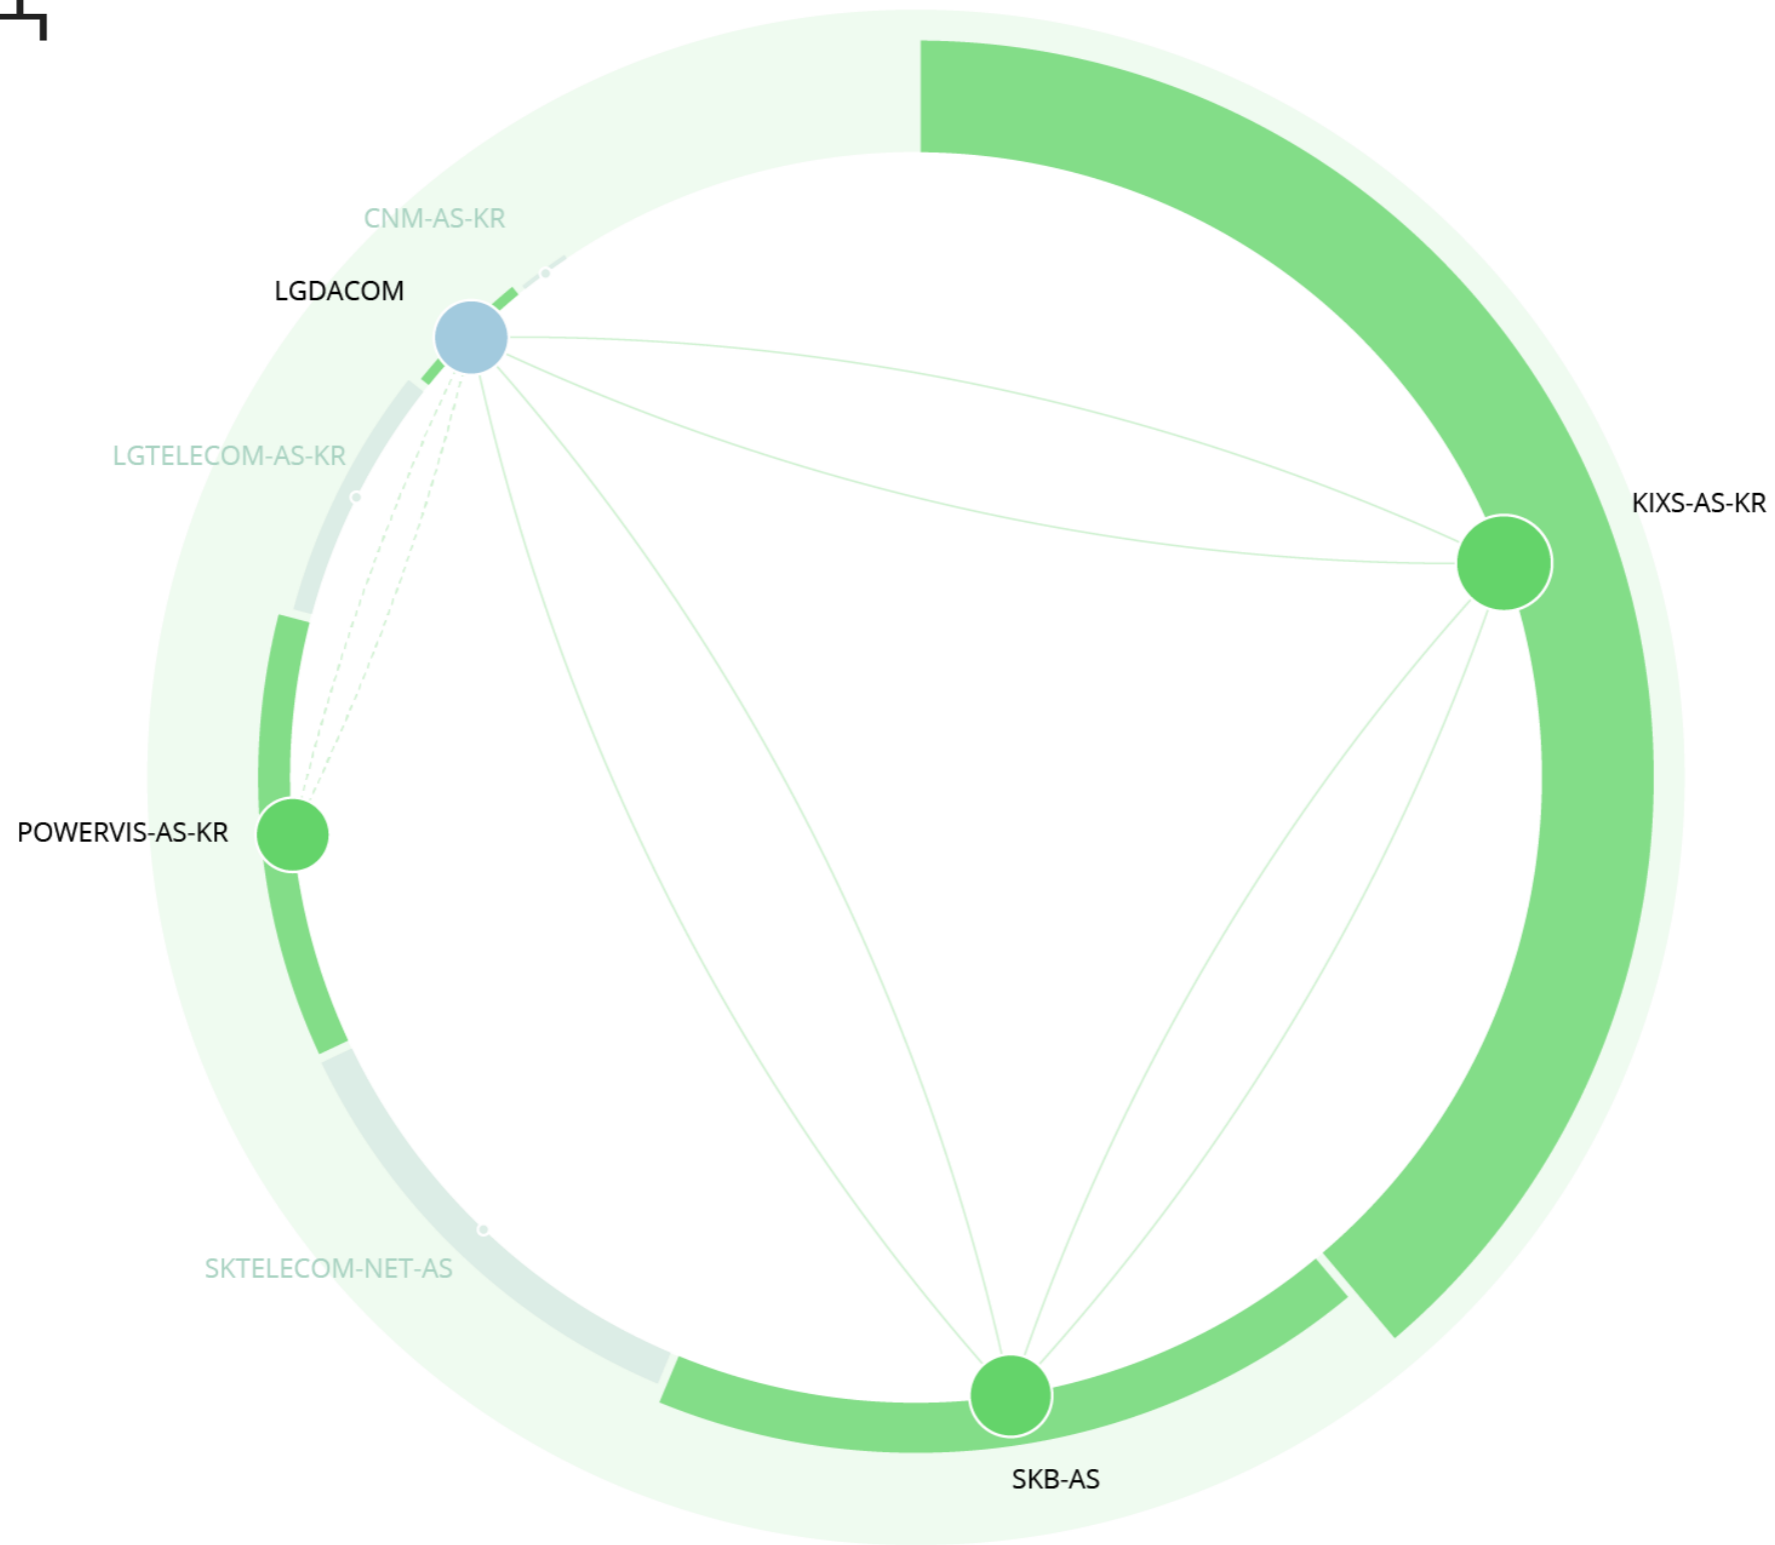 CNM-AS-KR
LGDACOM
LGTELECOM-AS-KR
KIXS-AS-KR
POWERVIS-AS-KR
SKTELECOM-NET-AS
SKB-AS